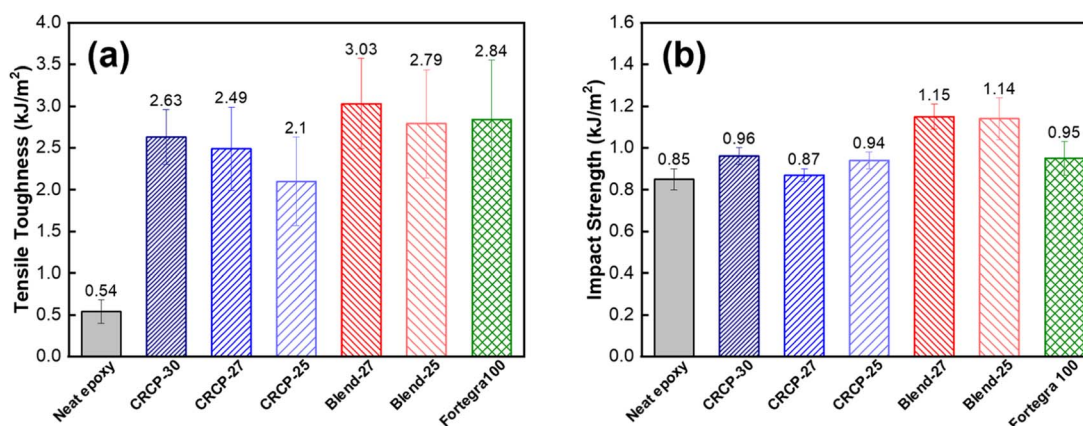 (a)
Tensile Toughness (kJ/m²)
4.0
3.5
3.0
2.5
2.0
1.5
1.0
0.5
0.0
0.54
2.63
2.49
2.1
3.03
2.79
2.84
Neat epoxy
CRCP-30
CRCP-27
CRCP-25
Blend-27
Blend-25
Fortegra100
(b)
Impact Strength (kJ/m²)
1.6
1.4
1.2
1.0
0.8
0.6
0.4
0.2
0.0
0.85
0.96
0.87
0.94
1.15
1.14
0.95
Neat epoxy
CRCP-30
CRCP-27
CRCP-25
Blend-27
Blend-25
Fortegra 100